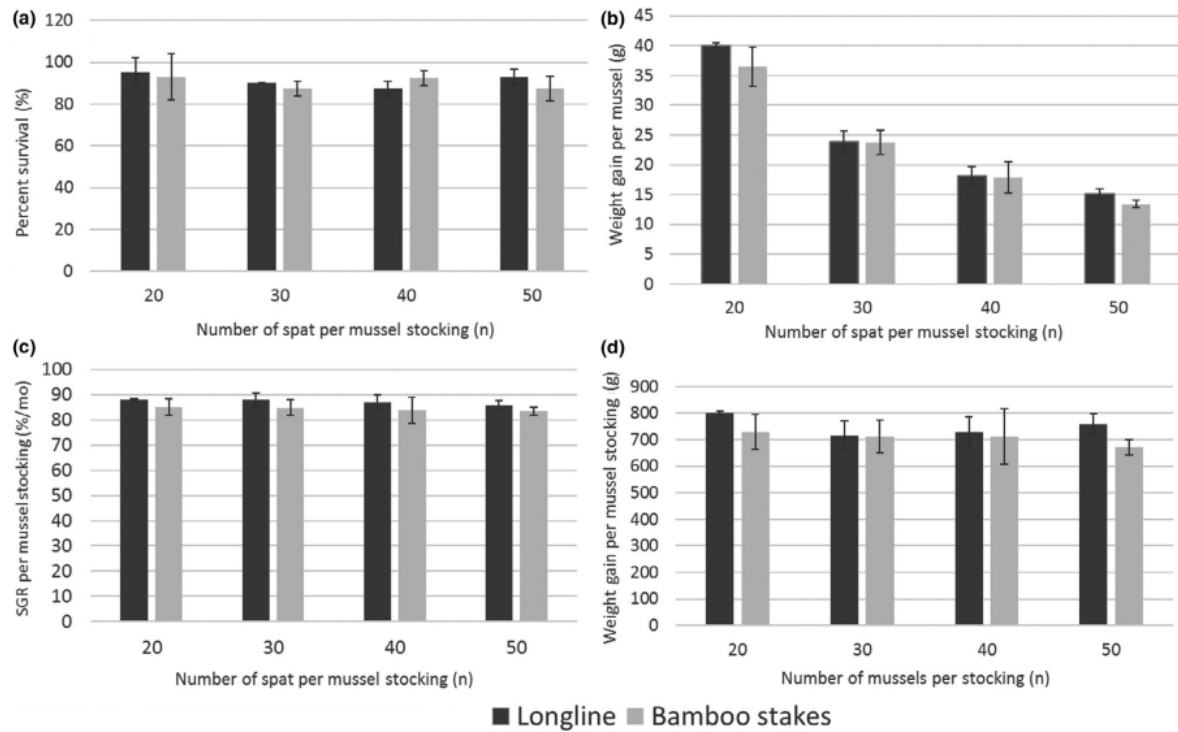 (a)
120
100
80
60
40
20
0
Percent survival (%)
20 30 40 50
Number of spat per mussel stocking (n)
(b)
45
40
35
30
25
20
15
10
5
0
Weight gain per mussel (g)
20 30 40 50
Number of spat per mussel stocking (n)
(c)
100
90
80
70
60
50
40
30
20
10
0
SGR per mussel stocking (%/mo)
20 30 40 50
Number of spat per mussel stocking (n)
(d)
900
800
700
600
500
400
300
200
100
0
Weight gain per mussel stocking (g)
20 30 40 50
Number of mussels per stocking (n)
Longline Bamboo stakes